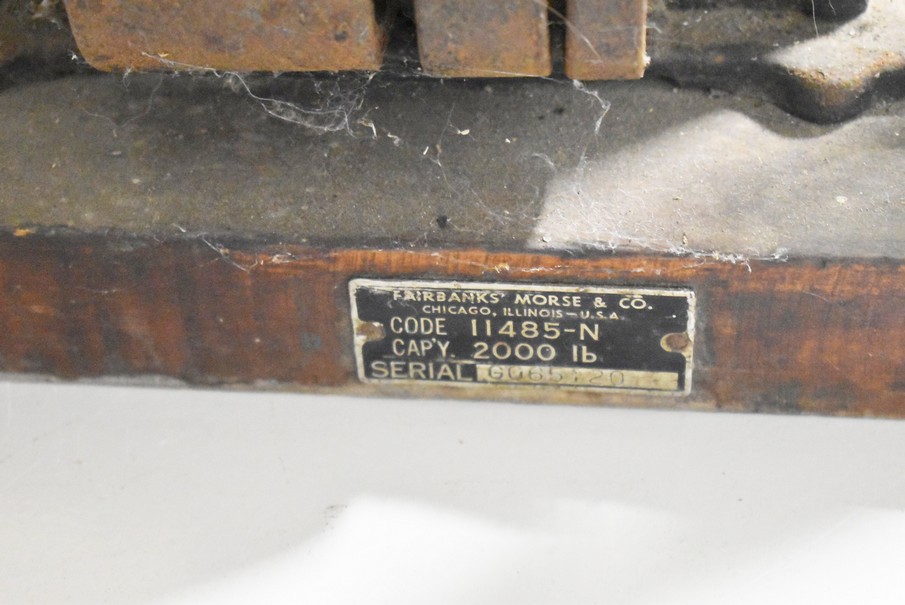 FAIRBANKS' MORSE & CO.
CHICAGO, ILLINOIS—U.S.A.
CODE 11485-N
CAP'Y. 2000 lb
SERIAL